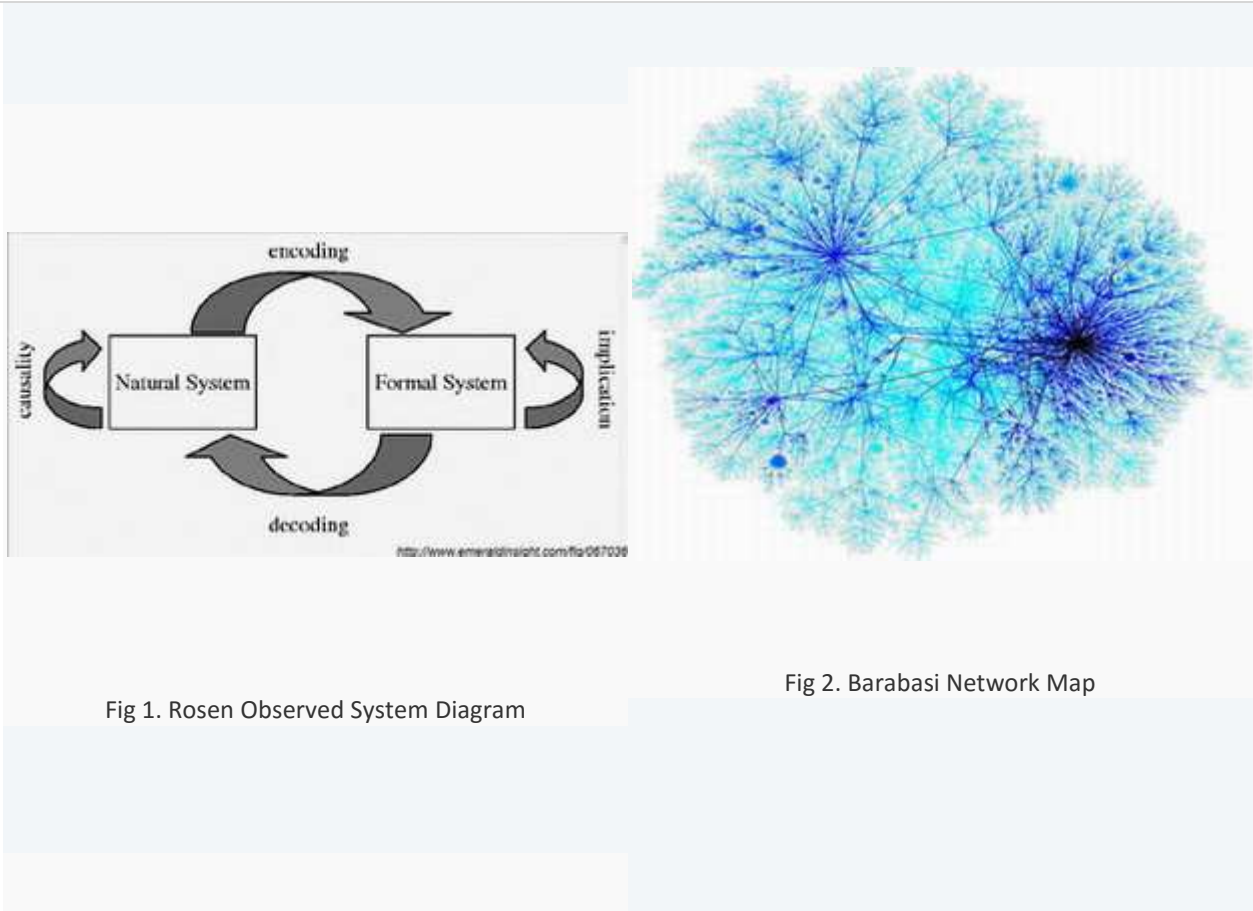 encoding
causality
Natural System
Formal System
implication
decoding
http://www.emeraldinsight.com/fig/067036
Fig 1. Rosen Observed System Diagram
Fig 2. Barabasi Network Map